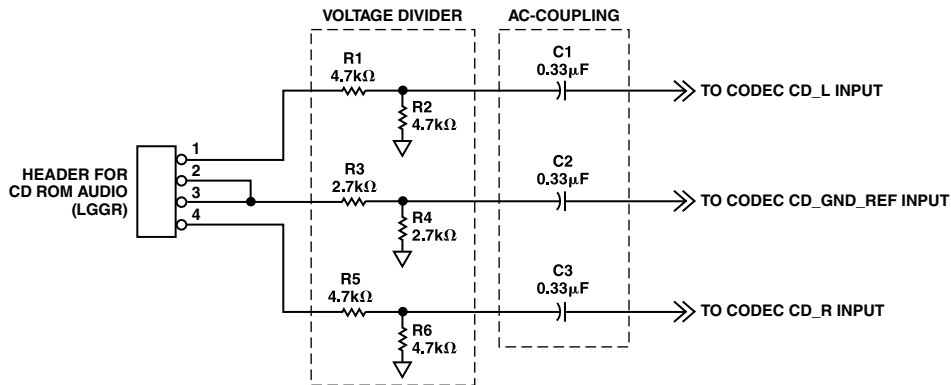 VOLTAGE DIVIDER
AC-COUPLING
R1
4.7kΩ
C1
0.33μF
TO CODEC CD_L INPUT
R2
4.7kΩ
HEADER FOR
CD ROM AUDIO
(LGGR)
1
2
3
4
R3
2.7kΩ
C2
0.33μF
TO CODEC CD_GND_REF INPUT
R4
2.7kΩ
R5
4.7kΩ
C3
0.33μF
TO CODEC CD_R INPUT
R6
4.7kΩ